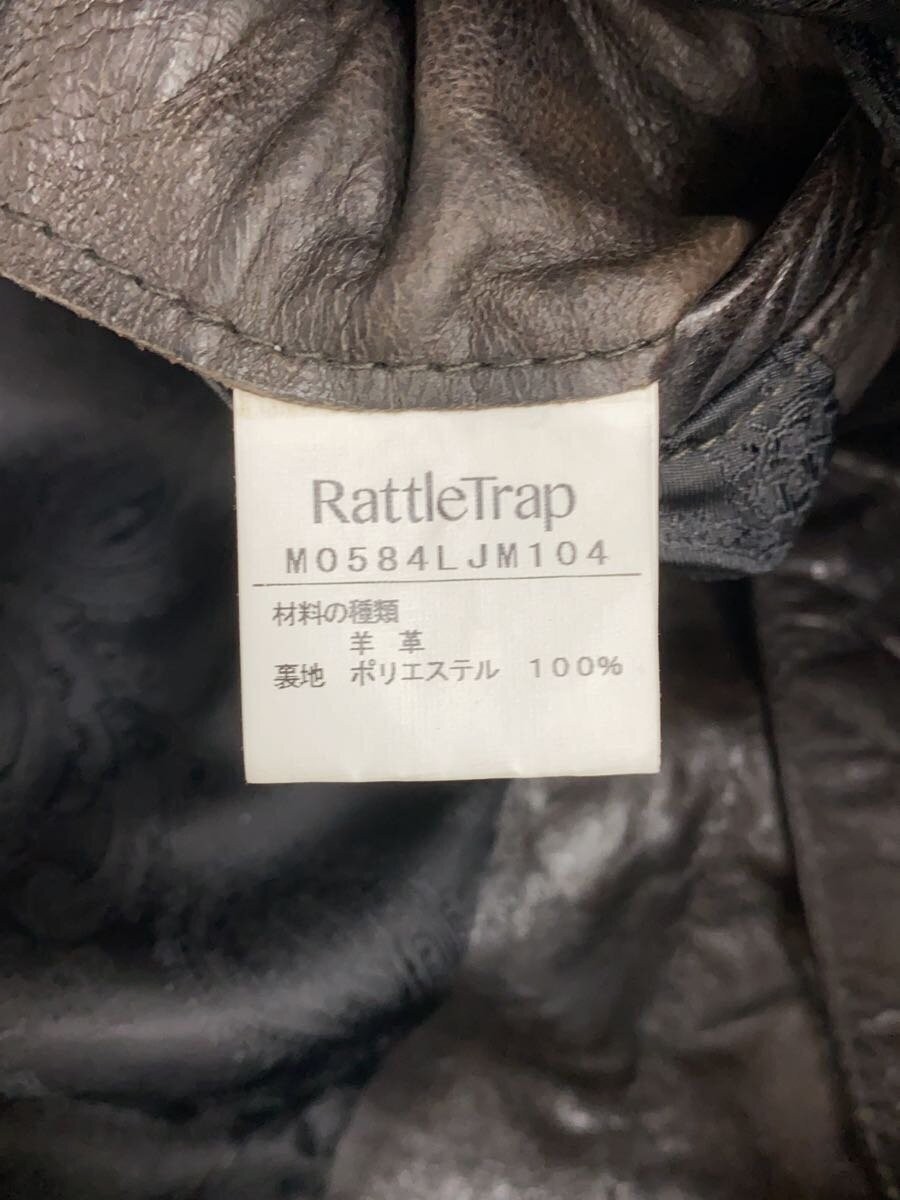 RattleTrap
M0584LJM104
材料の種類
羊 革
裏地 ポリエステル 100%